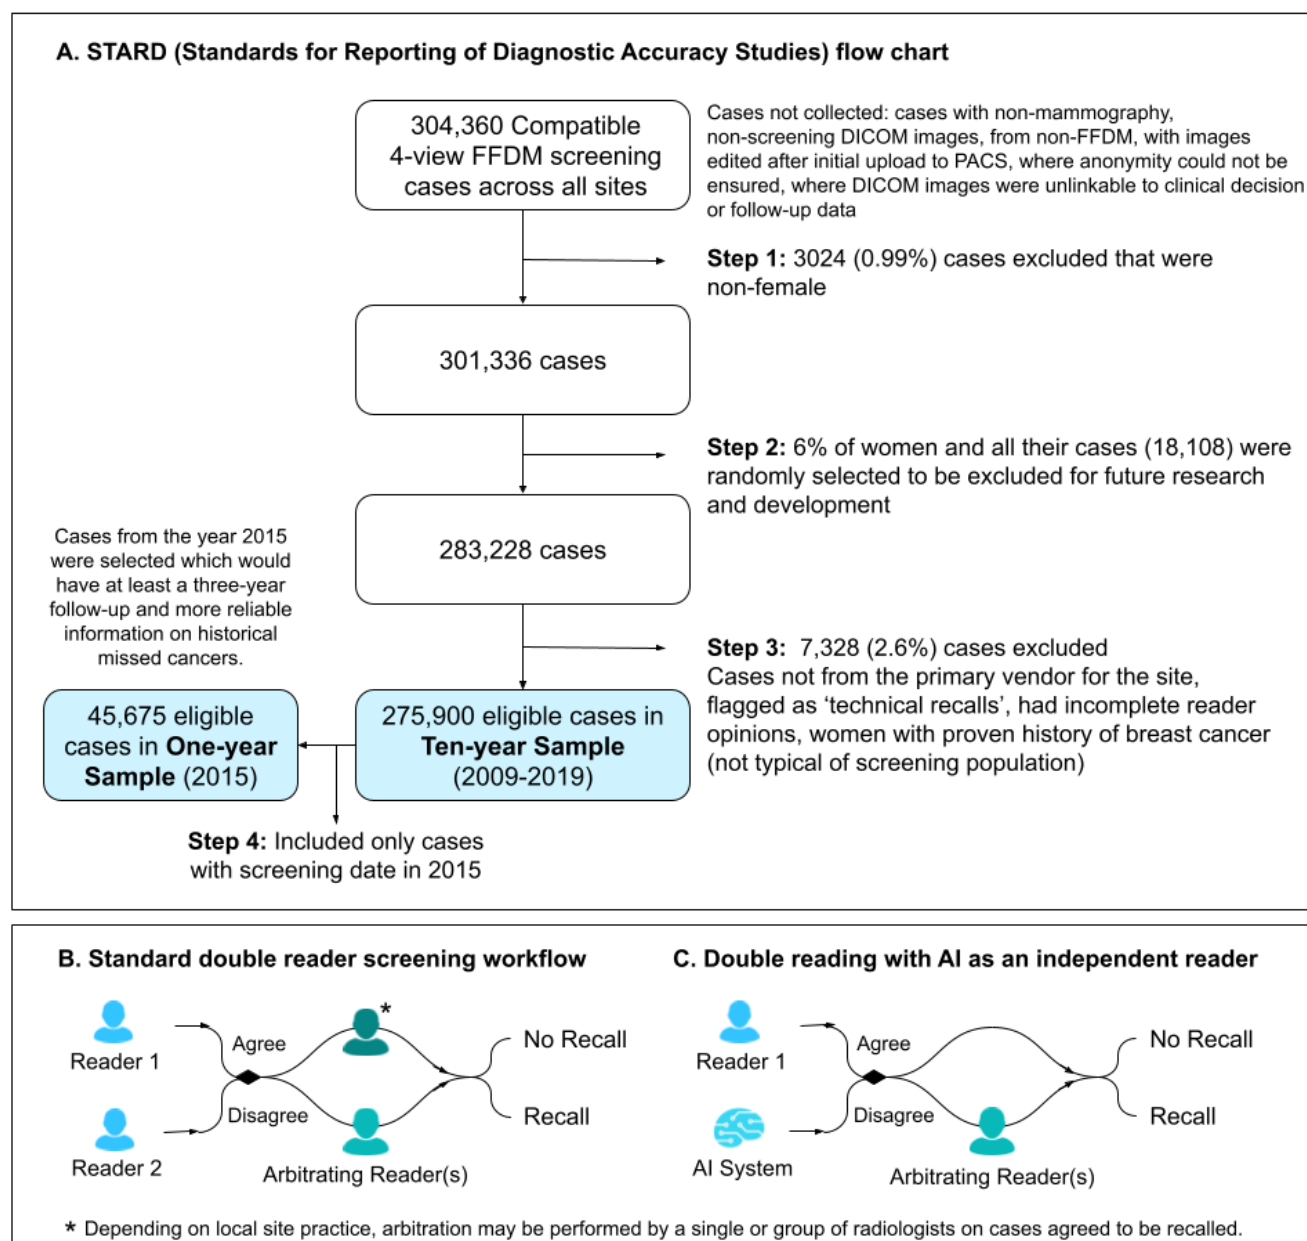 A. STARD (Standards for Reporting of Diagnostic Accuracy Studies) flow chart
304,360 Compatible
4-view FFDM screening
cases across all sites
Cases not collected: cases with non-mammography,
non-screening DICOM images, from non-FFDM, with images
edited after initial upload to PACS, where anonymity could not be
ensured, where DICOM images were unlinkable to clinical decision
or follow-up data
Step 1: 3024 (0.99%) cases excluded that were
non-female
301,336 cases
Step 2: 6% of women and all their cases (18,108) were
randomly selected to be excluded for future research
and development
283,228 cases
Cases from the year 2015
were selected which would
have at least a three-year
follow-up and more reliable
information on historical
missed cancers.
Step 3: 7,328 (2.6%) cases excluded
Cases not from the primary vendor for the site,
flagged as ‘technical recalls’, had incomplete reader
opinions, women with proven history of breast cancer
(not typical of screening population)
45,675 eligible
cases in One-year
Sample (2015)
275,900 eligible cases in
Ten-year Sample
(2009-2019)
Step 4: Included only cases
with screening date in 2015
B. Standard double reader screening workflow
Reader 1
Reader 2
Agree
Disagree
*
Arbitrating Reader(s)
No Recall
Recall
C. Double reading with AI as an independent reader
Reader 1
AI System
Agree
Disagree
Arbitrating Reader(s)
No Recall
Recall
* Depending on local site practice, arbitration may be performed by a single or group of radiologists on cases agreed to be recalled.